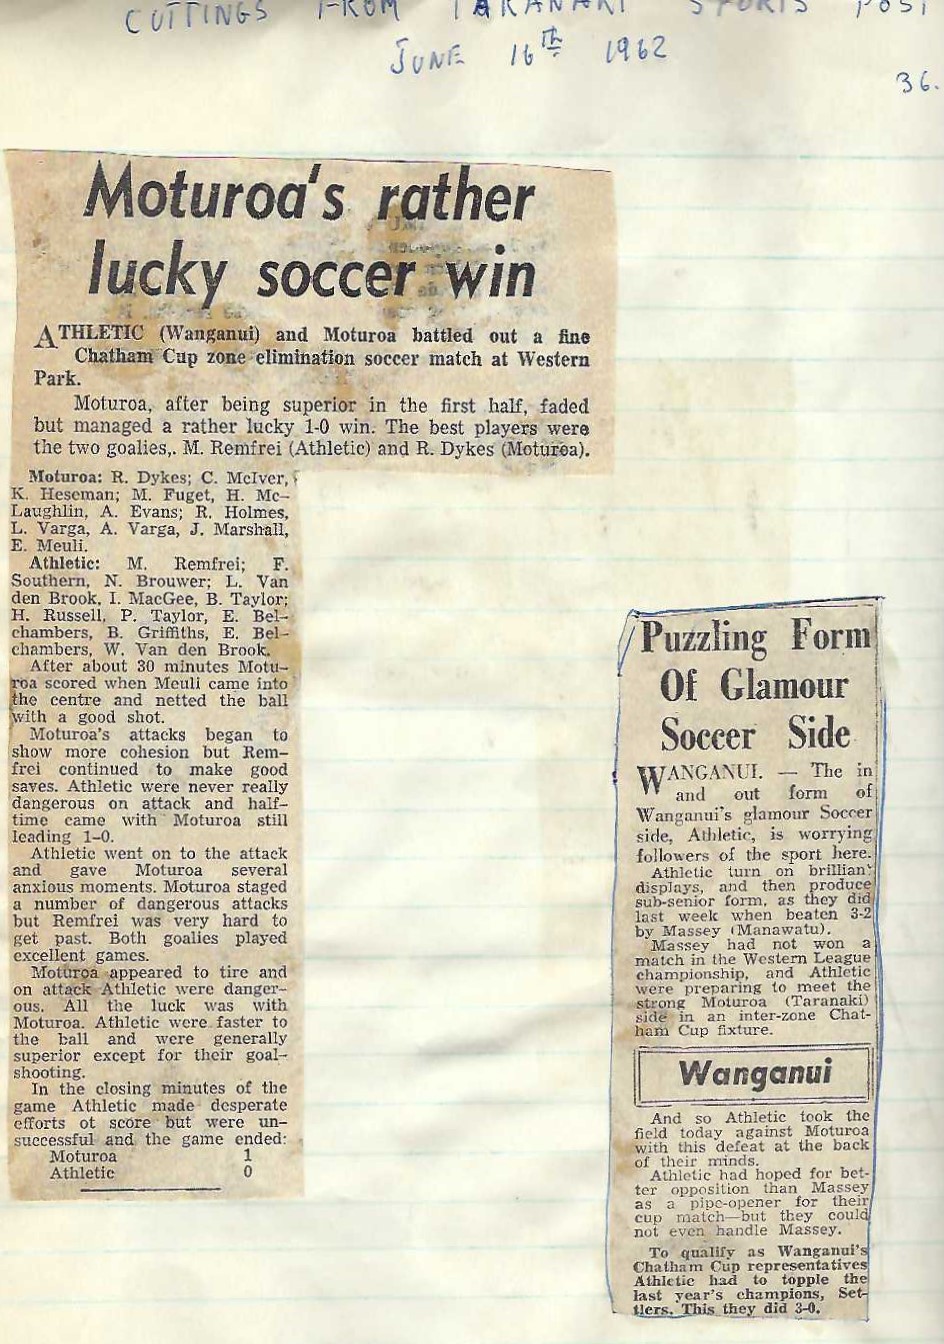 CUTTINGS FROM TARANAKI SPORTS POST
JUNE 16th 1962
36.
Moturoa's rather
lucky soccer win
ATHLETIC (Wanganui) and Moturoa battled out a fine
Chatham Cup zone elimination soccer match at Western
Park.
Moturoa, after being superior in the first half, faded
but managed a rather lucky 1-0 win. The best players were
the two goalies,. M. Remfrei (Athletic) and R. Dykes (Moturoa).
Moturoa: R. Dykes; C. McIver,
K. Heseman; M. Fuget, H. Mc-
Laughlin, A. Evans; R. Holmes,
L. Varga, A. Varga, J. Marshall,
E. Meuli.
Athletic: M. Remfrei; F.
Southern, N. Brouwer; L. Van
den Brook, I. MacGee, B. Taylor;
H. Russell, P. Taylor, E. Bel-
chambers, B. Griffiths, E. Bel-
chambers, W. Van den Brook.
After about 30 minutes Motu-
roa scored when Meuli came into
the centre and netted the ball
with a good shot.
Moturoa's attacks began to
show more cohesion but Rem-
frei continued to make good
saves. Athletic were never really
dangerous on attack and half-
time came with Moturoa still
leading 1-0.
Athletic went on to the attack
and gave Moturoa several
anxious moments. Moturoa staged
a number of dangerous attacks
but Remfrei was very hard to
get past. Both goalies played
excellent games.
Moturoa appeared to tire and
on attack Athletic were danger-
ous. All the luck was with
Moturoa. Athletic were faster to
the ball and were generally
superior except for their goal-
shooting.
In the closing minutes of the
game Athletic made desperate
efforts ot score but were un-
successful and the game ended:
Moturoa 1
Athletic 0
Puzzling Form
Of Glamour
Soccer Side
WANGANUI. — The in
and out form of
Wanganui's glamour Soccer
side, Athletic, is worrying
followers of the sport here.
Athletic turn on brilliant
displays, and then produce
sub-senior form, as they did
last week when beaten 3-2
by Massey (Manawatu).
Massey had not won a
match in the Western League
championship, and Athletic
were preparing to meet the
strong Moturoa (Taranaki)
side in an inter-zone Chat-
ham Cup fixture.
Wanganui
And so Athletic took the
field today against Moturoa
with this defeat at the back
of their minds.
Athletic had hoped for bet-
ter opposition than Massey
as a pipe-opener for their
cup match—but they could
not even handle Massey.
To qualify as Wanganui's
Chatham Cup representatives
Athletic had to topple the
last year's champions, Set-
tlers. This they did 3-0.